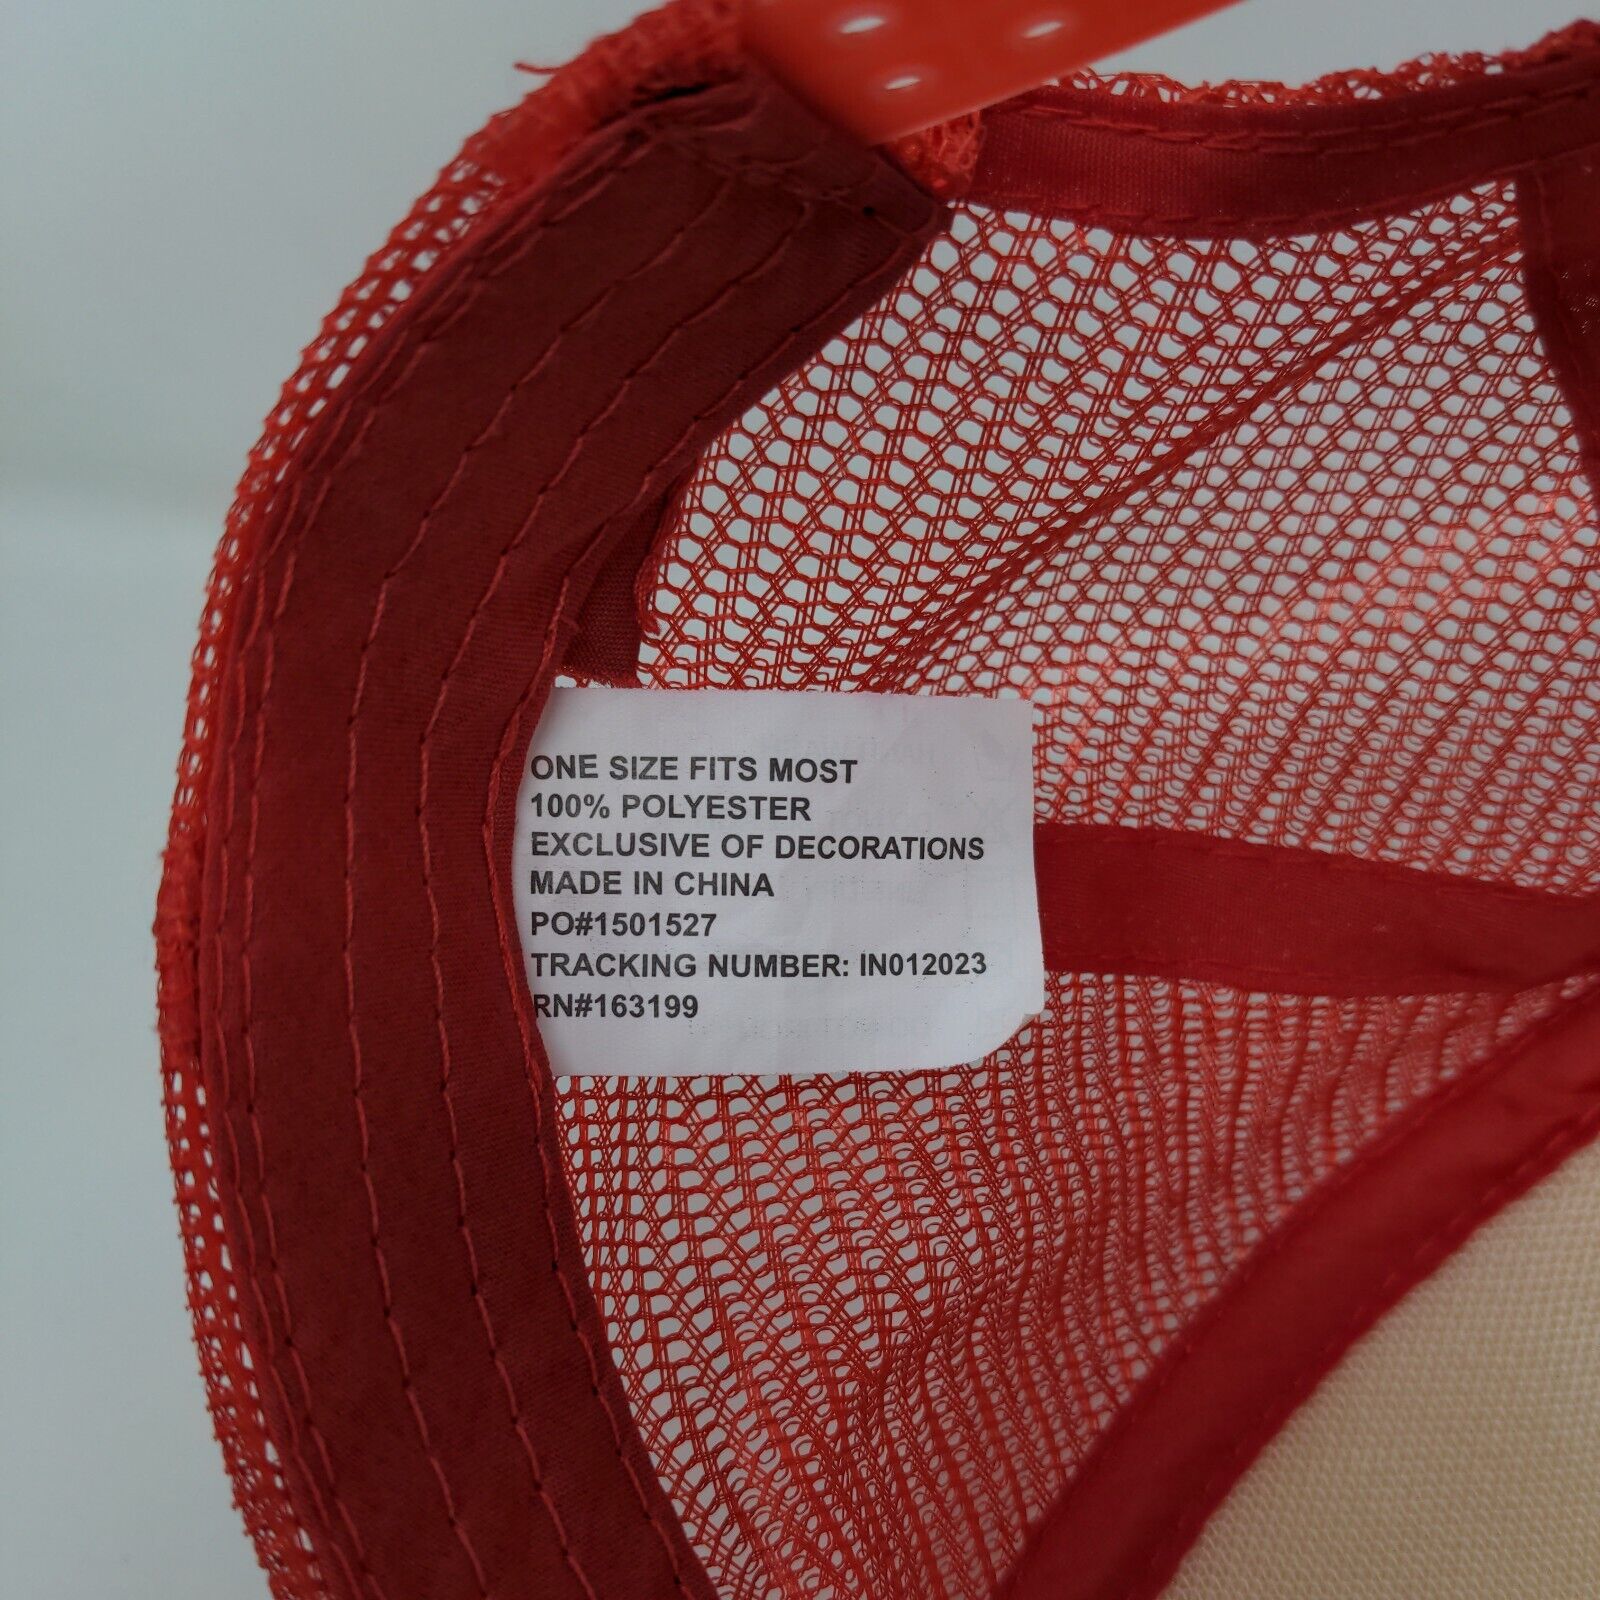 ONE SIZE FITS MOST
100% POLYESTER
EXCLUSIVE OF DECORATIONS
MADE IN CHINA
PO#1501527
TRACKING NUMBER: IN012023
RN#163199